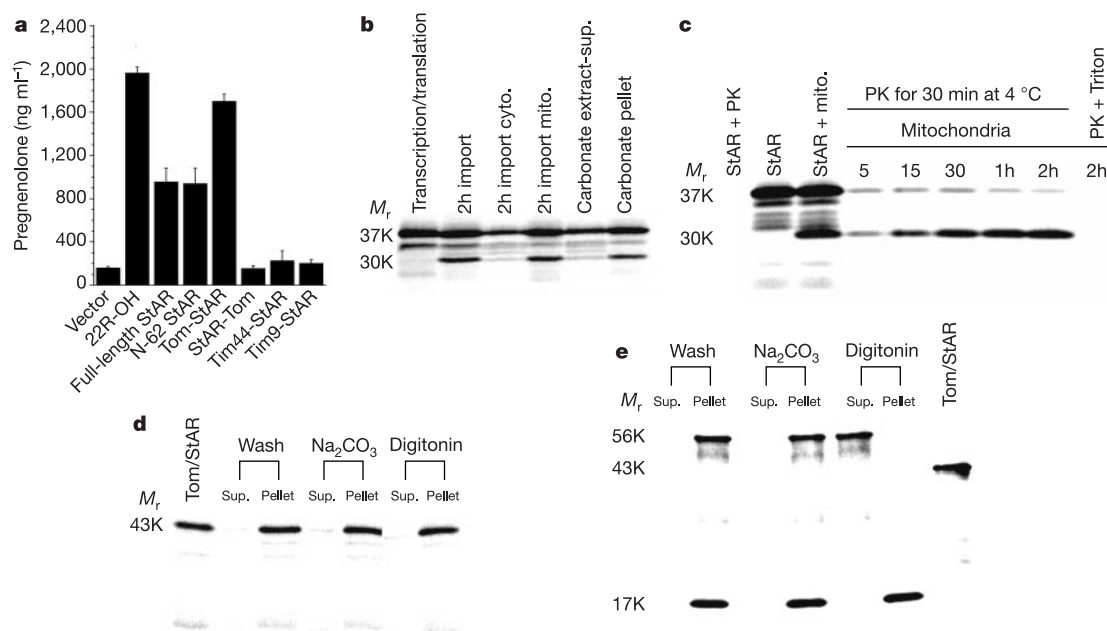 a
Pregnenolone (ng ml⁻¹)
2,400
2,000
1,600
1,200
800
400
0
Vector
22R-OH
Full-length StAR
N-62 StAR
Tom-StAR
StAR-Tom
Tim44-StAR
Tim9-StAR
b
Transcription/translation
2h import
2h import cyto.
2h import mito.
Carbonate extract-sup.
Carbonate pellet
Mr
37K
30K
c
StAR + PK
StAR
StAR + mito.
PK for 30 min at 4 °C
Mitochondria
PK + Triton
Mr
5 15 30 1h 2h 2h
37K
30K
d
Tom/StAR
Wash Na₂CO₃ Digitonin
Mr
Sup. Pellet Sup. Pellet Sup. Pellet
43K
e
Wash Na₂CO₃ Digitonin
Tom/StAR
Mr
Sup. Pellet Sup. Pellet Sup. Pellet
56K
43K
17K